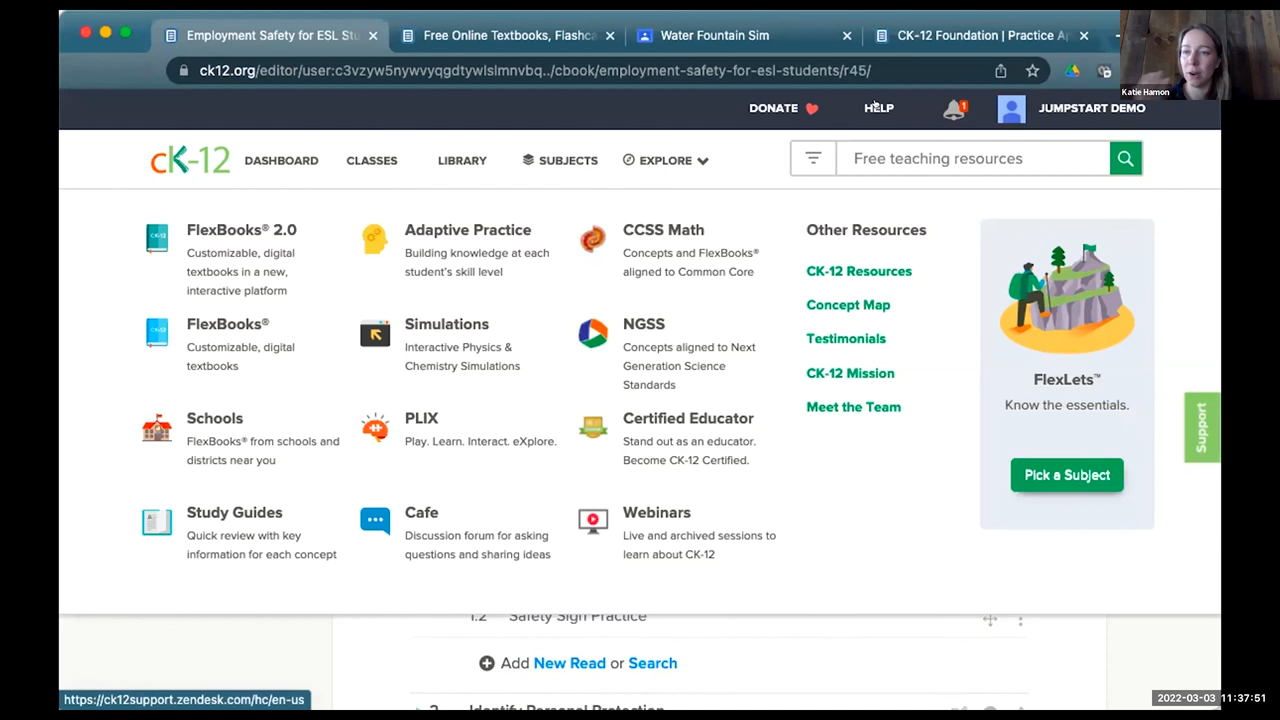 Employment Safety for ESL Stu
Free Online Textbooks, Flashca
Water Fountain Sim
CK-12 Foundation | Practice Ap
ck12.org/editor/user:c3vzyw5nywvyqgdtywlslmnvbq../cbook/employment-safety-for-esl-students/r45/
Katie Hamon
DONATE
HELP
1
JUMPSTART DEMO
cK-12
DASHBOARD
CLASSES
LIBRARY
SUBJECTS
EXPLORE
Free teaching resources
FlexBooks® 2.0
Customizable, digital
textbooks in a new,
interactive platform
Adaptive Practice
Building knowledge at each
student's skill level
CCSS Math
Concepts and FlexBooks®
aligned to Common Core
Other Resources
CK-12 Resources
Concept Map
Testimonials
CK-12 Mission
Meet the Team
FlexBooks®
Customizable, digital
textbooks
Simulations
Interactive Physics &
Chemistry Simulations
NGSS
Concepts aligned to Next
Generation Science
Standards
Schools
FlexBooks® from schools and
districts near you
PLIX
Play. Learn. Interact. eXplore.
Certified Educator
Stand out as an educator.
Become CK-12 Certified.
Study Guides
Quick review with key
information for each concept
Cafe
Discussion forum for asking
questions and sharing ideas
Webinars
Live and archived sessions to
learn about CK-12
FlexLets™
Know the essentials.
Pick a Subject
Support
1.2 Safety Sign Practice
Add New Read or Search
2 Identify Personal Protection
https://ck12support.zendesk.com/hc/en-us
2022-03-03 11:37:51